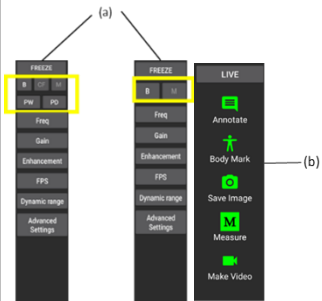 (a)
FREEZE
B CF M
PW PD
Freq
Gain
Enhancement
FPS
Dynamic range
Advanced
Settings
FREEZE
B M
Freq
Gain
Enhancement
FPS
Dynamic range
Advanced
Settings
LIVE
Annotate
Body Mark
Save Image
M
Measure
Make Video
(b)